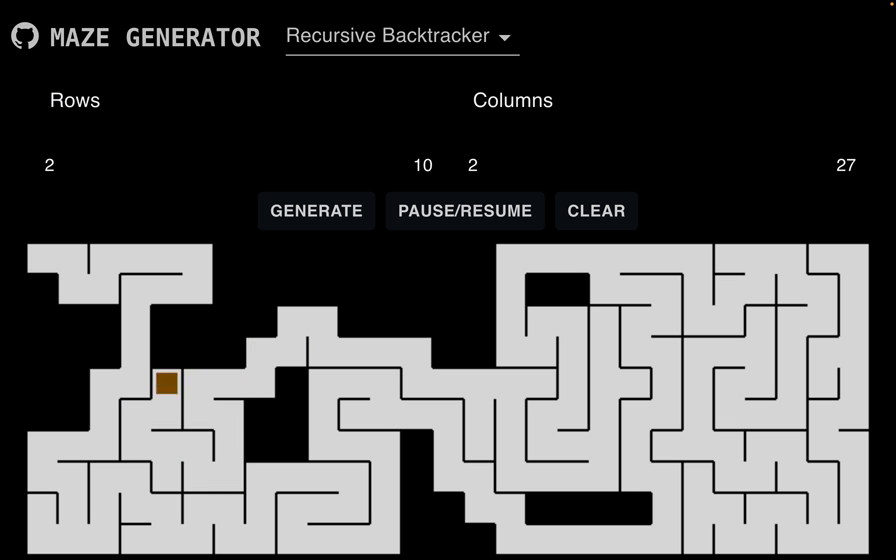 MAZE GENERATOR Recursive Backtracker
Rows Columns
2 10 2 27
GENERATE PAUSE/RESUME CLEAR